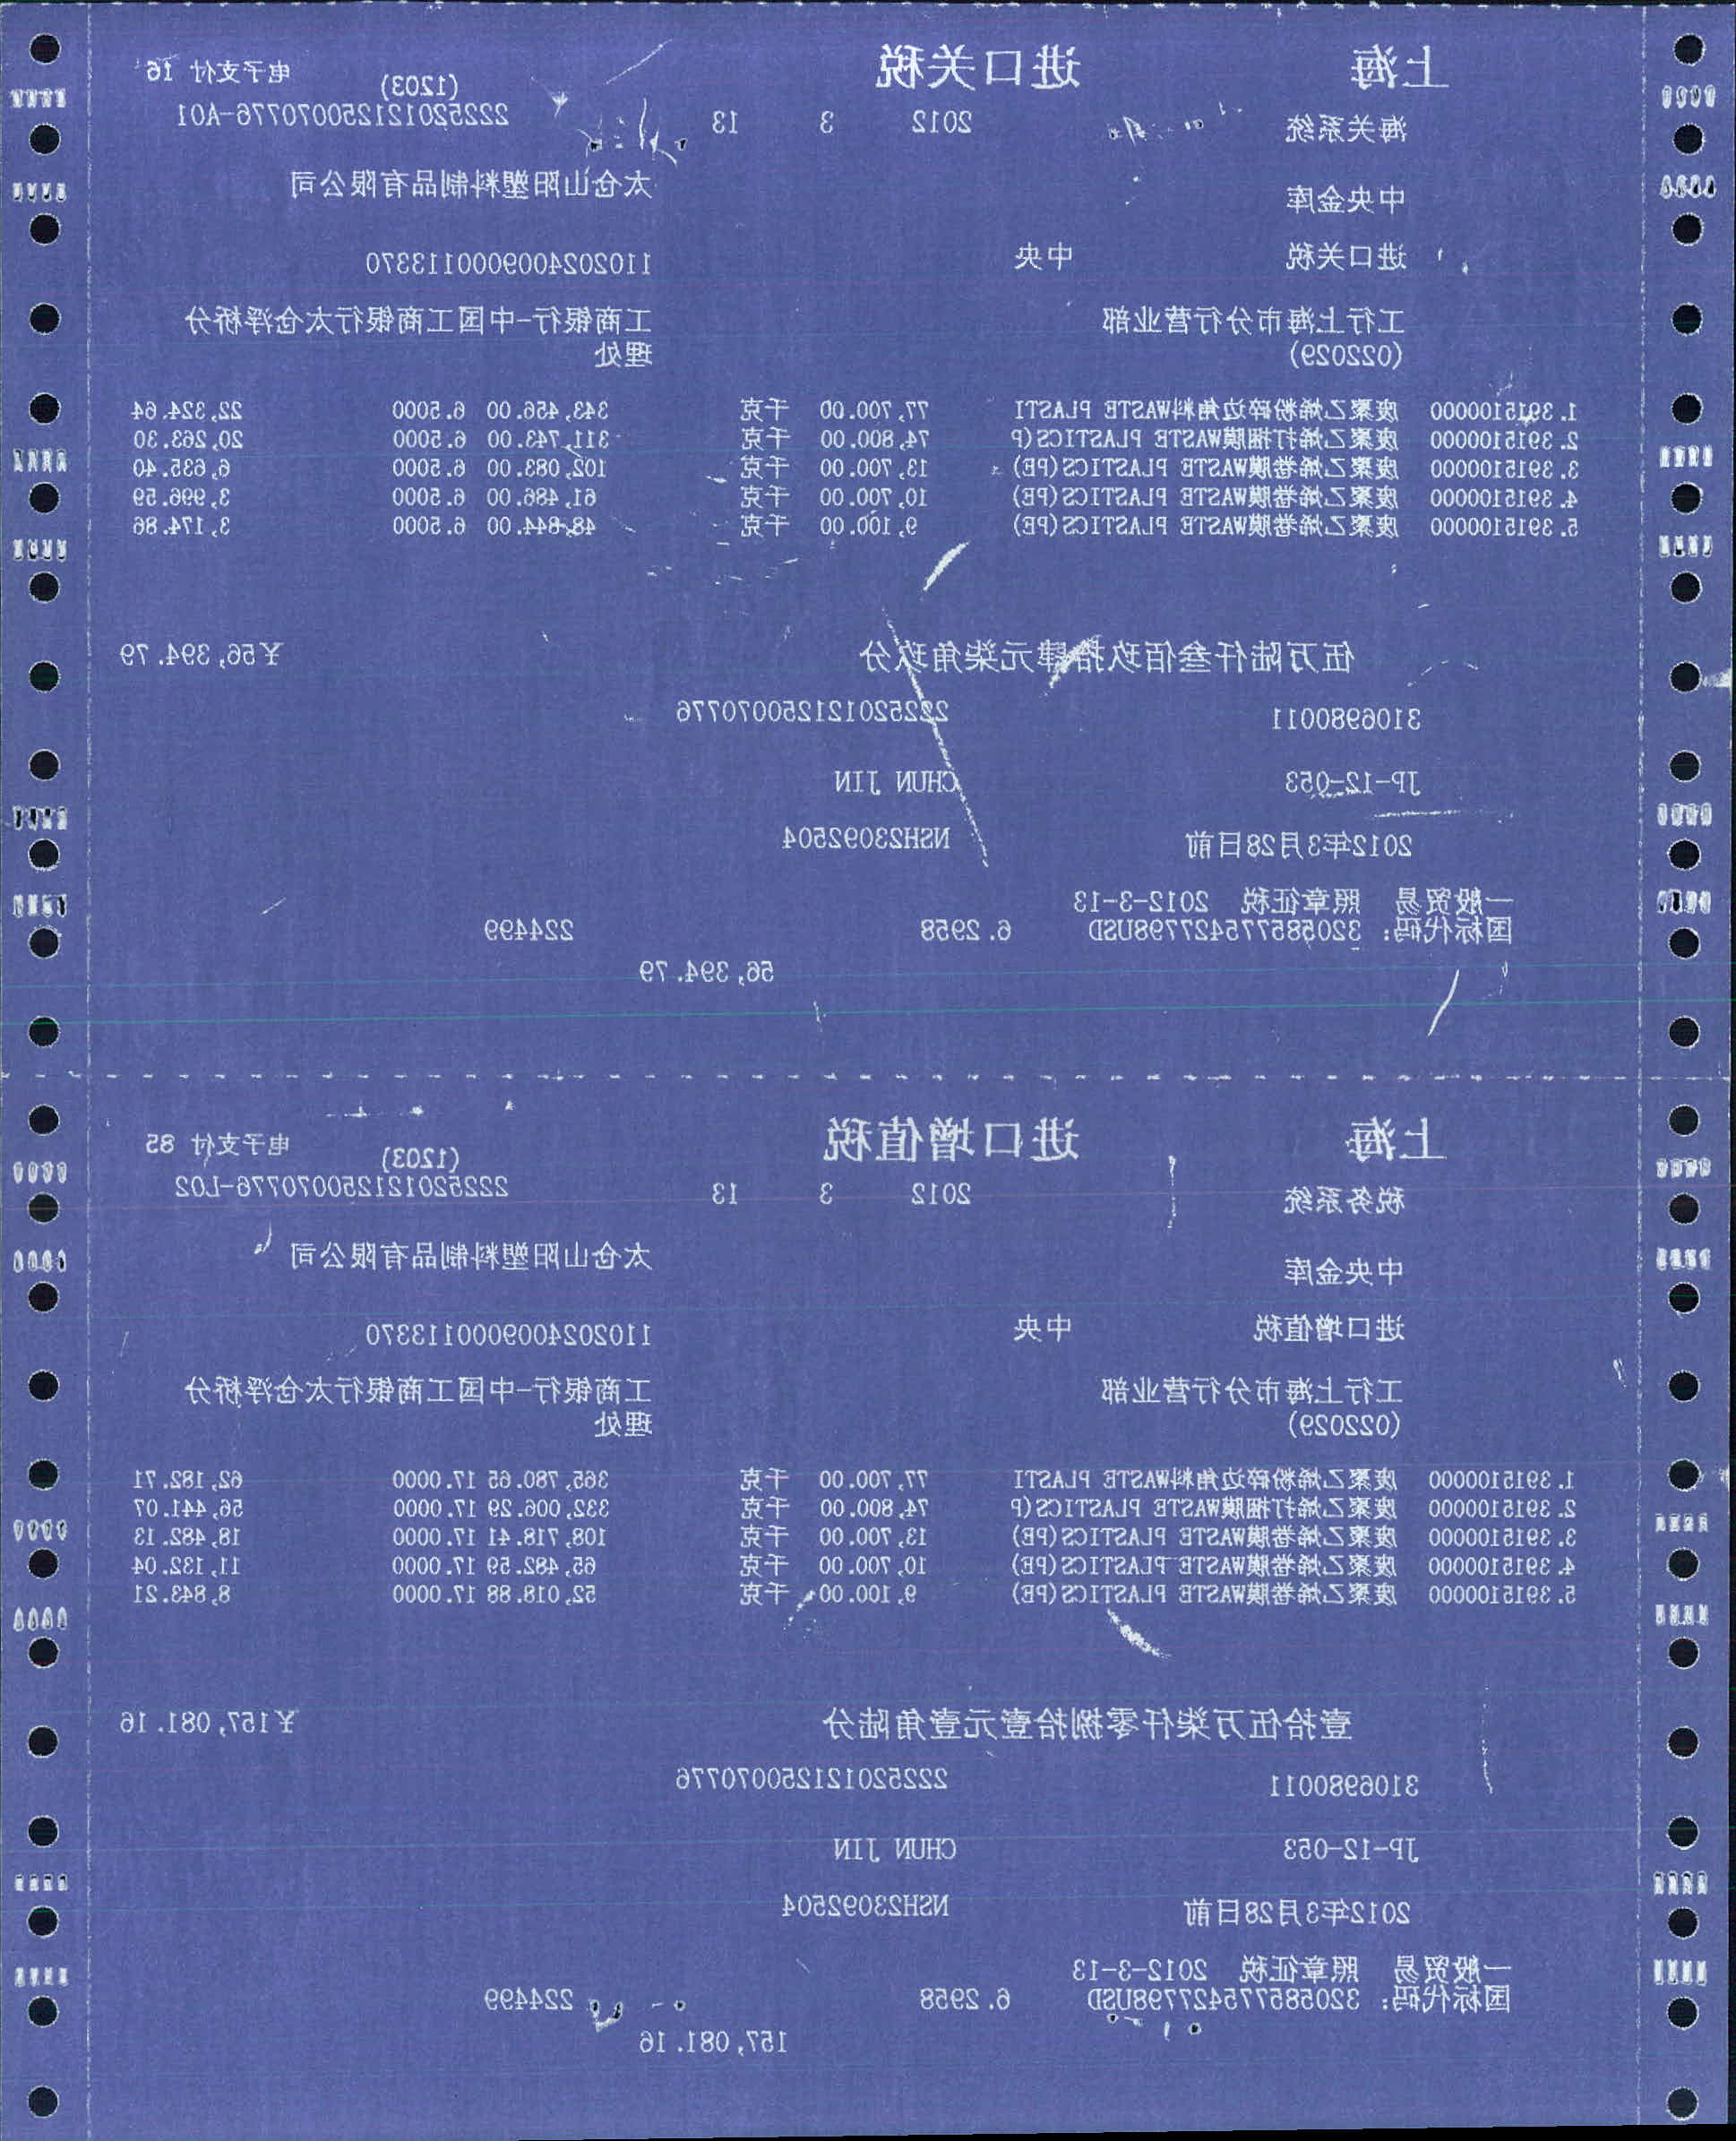 上海 进口关税 (1203) 电子支付 16
海关系统 2012 3 13 222520121250070776-A01
中央金库 太仓山阳塑料制品有限公司
进口关税 中央 1102024009000113370
工行上海市分行营业部 工商银行-中国工商银行太仓浮桥分
(022029) 理处
1. 3915100000 废聚乙烯粉碎边角料WASTE PLASTI 77,700.00 千克 343,456.00 6.5000 22,324.64
2. 3915100000 废聚乙烯打捆膜WASTE PLASTICS(P 74,800.00 千克 311,743.00 6.5000 20,263.30
3. 3915100000 废聚乙烯卷膜WASTE PLASTICS(PE) 13,700.00 千克 102,083.00 6.5000 6,635.40
4. 3915100000 废聚乙烯卷膜WASTE PLASTICS(PE) 10,700.00 千克 61,486.00 6.5000 3,996.59
5. 3915100000 废聚乙烯卷膜WASTE PLASTICS(PE) 9,100.00 千克 48,844.00 6.5000 3,174.86
伍万陆仟叁佰玖拾肆元柒角玖分 ￥56,394.79
3106980011 222520121250070776
JP-12-053 CHUN JIN
2012年3月28日前 NSH23092504
一般贸易 照章征税 2012-3-13
国标代码: 320585775427798USD 6.2958 224499
56,394.79
上海 进口增值税 (1203) 电子支付 85
税务系统 2012 3 13 222520121250070776-L02
中央金库 太仓山阳塑料制品有限公司
进口增值税 中央 1102024009000113370
工行上海市分行营业部 工商银行-中国工商银行太仓浮桥分
(022029) 理处
1. 3915100000 废聚乙烯粉碎边角料WASTE PLASTI 77,700.00 千克 365,780.65 17.0000 62,182.71
2. 3915100000 废聚乙烯打捆膜WASTE PLASTICS(P 74,800.00 千克 332,006.29 17.0000 56,441.07
3. 3915100000 废聚乙烯卷膜WASTE PLASTICS(PE) 13,700.00 千克 108,718.41 17.0000 18,482.13
4. 3915100000 废聚乙烯卷膜WASTE PLASTICS(PE) 10,700.00 千克 65,482.59 17.0000 11,132.04
5. 3915100000 废聚乙烯卷膜WASTE PLASTICS(PE) 9,100.00 千克 52,018.88 17.0000 8,843.21
壹拾伍万柒仟零捌拾壹元壹角陆分 ￥157,081.16
3106980011 222520121250070776
JP-12-053 CHUN JIN
2012年3月28日前 NSH23092504
一般贸易 照章征税 2012-3-13
国标代码: 320585775427798USD 6.2958 224499
157,081.16